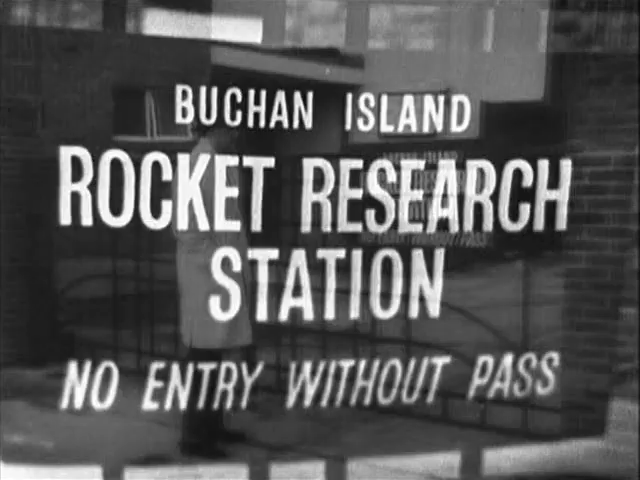 BUCHAN ISLAND
ROCKET RESEARCH
STATION
NO ENTRY WITHOUT PASS